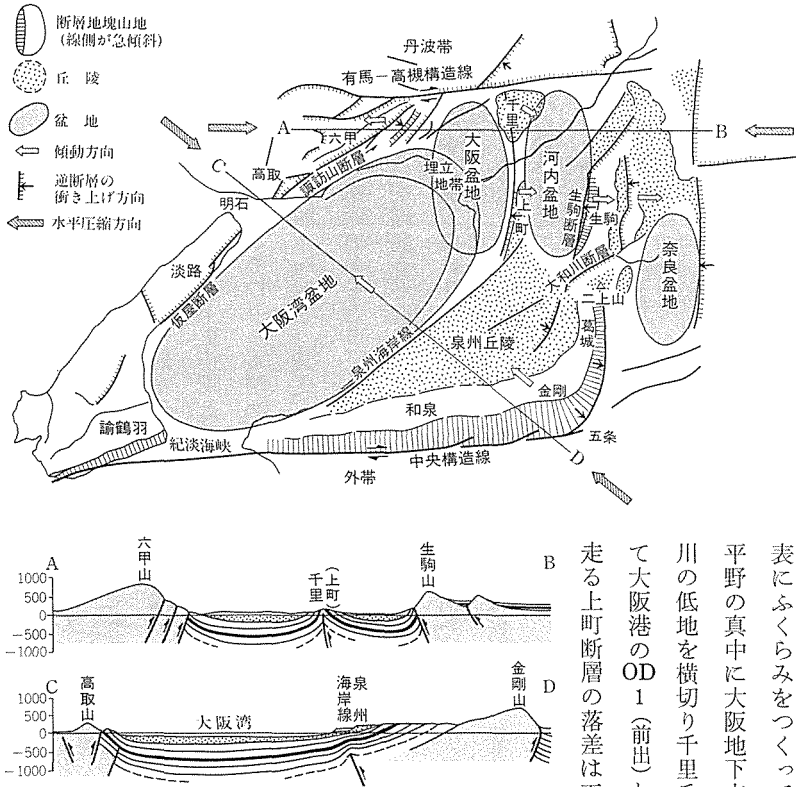 断層地塊山地
(線側が急傾斜)
丘 陵
盆 地
傾動方向
逆断層の
衝き上げ方向
水平圧縮方向
丹波帯
有馬－高槻構造線
千里
A
六甲
B
大阪盆地
河内盆地
C
高取
諏訪山断層
埋立地帯
上町
生駒断層
生駒
明石
大和川断層
奈良盆地
淡路
仮屋断層
大阪湾盆地
二上山
泉州海岸線
泉州丘陵
葛城
金剛
和泉
諭鶴羽
紀淡海峡
五条
中央構造線
D
外帯
A
六甲山
千里(上町)
生駒山
B
1000
500
0
－500
－1000
C
高取山
大阪湾
泉州海岸線
金剛山
D
1000
500
0
－500
－1000
表にふくらみをつくって
平野の真中に大阪地下
川の低地を横切り千里
て大阪港のOD1(前出)
走る上町断層の落差は